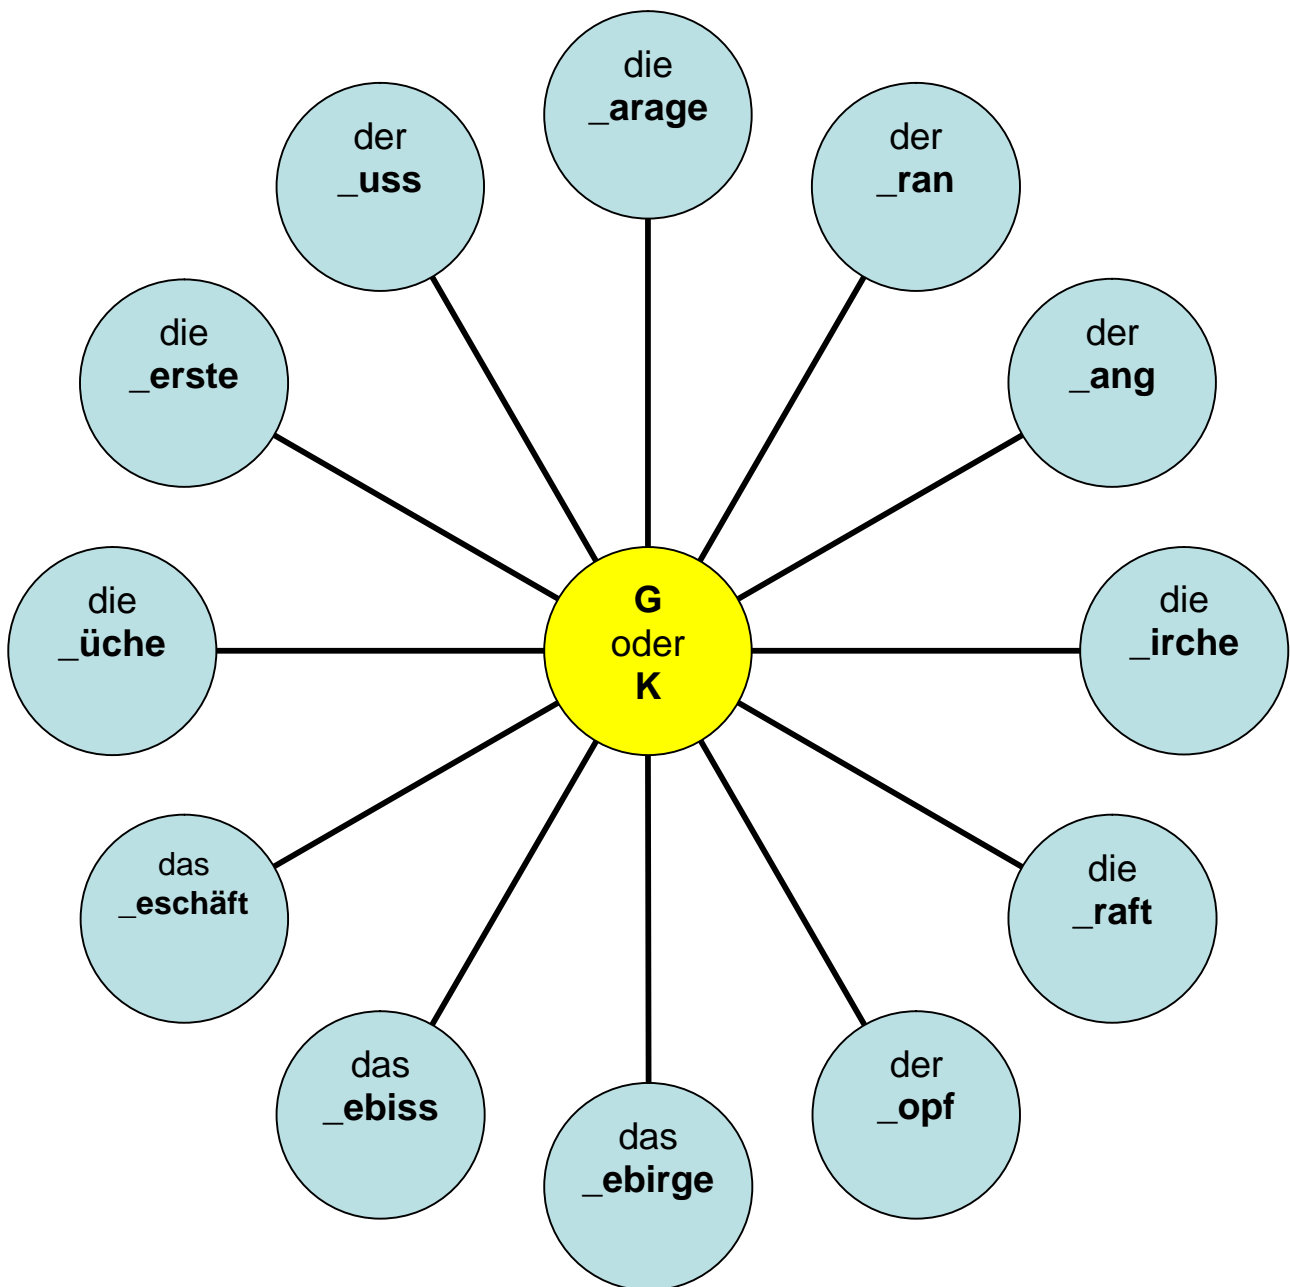 die
_arage
der
_ran
der
_ang
die
_irche
die
_raft
der
_opf
das
_ebirge
das
_ebiss
das
_eschäft
die
_üche
die
_erste
der
_uss
G
oder
K